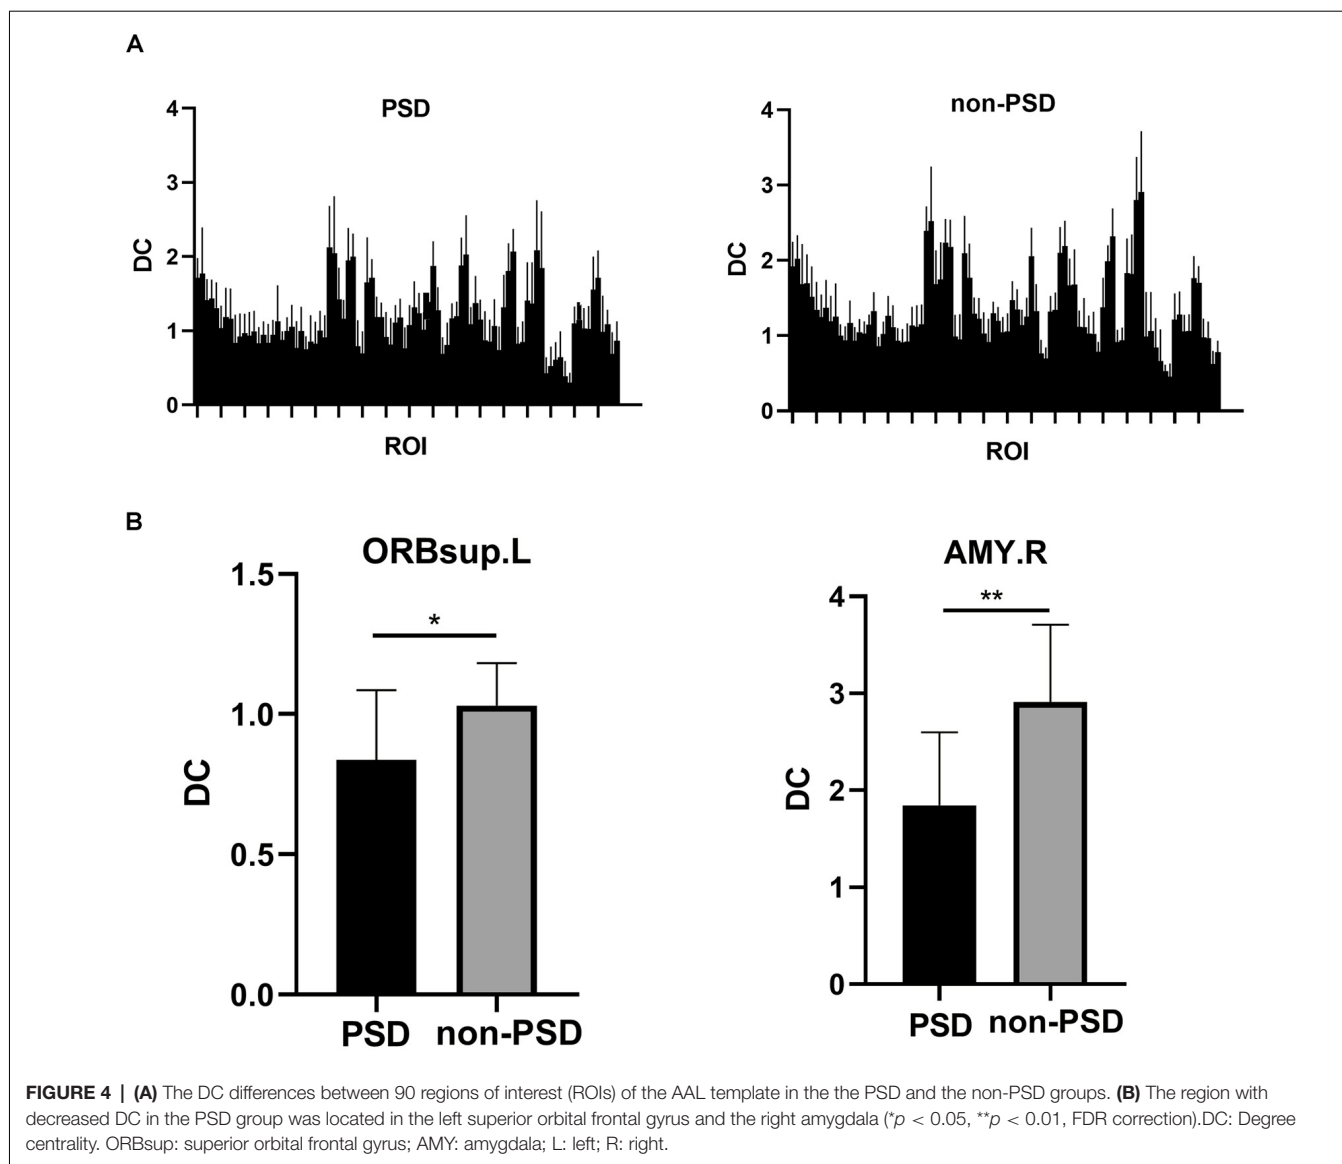 A
PSD
4
3
2
1
0
DC
ROI
non-PSD
4
3
2
1
0
DC
ROI
B
ORBsup.L
1.5
1.0
0.5
0.0
DC
*
PSD non-PSD
AMY.R
4
3
2
1
0
DC
**
PSD non-PSD
FIGURE 4 | (A) The DC differences between 90 regions of interest (ROIs) of the AAL template in the the PSD and the non-PSD groups. (B) The region with
decreased DC in the PSD group was located in the left superior orbital frontal gyrus and the right amygdala (*p < 0.05, **p < 0.01, FDR correction).DC: Degree
centrality. ORBsup: superior orbital frontal gyrus; AMY: amygdala; L: left; R: right.